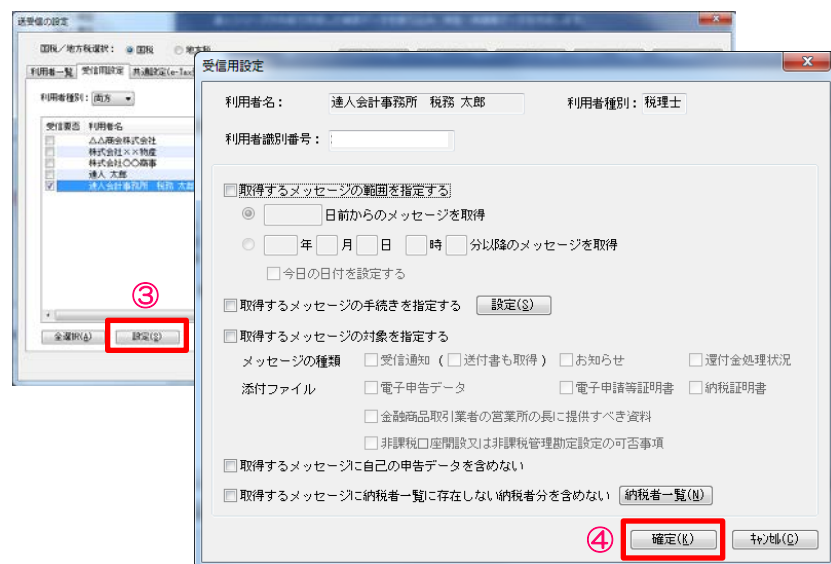 送受信の設定
国税/地方税選択: 国税 地方税
利用者一覧 受信用設定 共通設定(e-Tax)
利用者種別: 両方
受信要否 利用者名
△△商会株式会社
株式会社××物産
株式会社○○商事
達人 太郎
達人会計事務所 税務 太郎
③
全選択(A) 設定(S)
受信用設定
利用者名: 達人会計事務所 税務 太郎 利用者種別: 税理士
利用者識別番号:
取得するメッセージの範囲を指定する
日前からのメッセージを取得
年 月 日 時 分以降のメッセージを取得
今日の日付を設定する
取得するメッセージの手続きを指定する 設定(S)
取得するメッセージの対象を指定する
メッセージの種類 受信通知 ( 送付書も取得 ) お知らせ 還付金処理状況
添付ファイル 電子申告データ 電子申請等証明書 納税証明書
金融商品取引業者の営業所の長に提供すべき資料
非課税口座開設又は非課税管理勘定設定の可否事項
取得するメッセージに自己の申告データを含めない
取得するメッセージに納税者一覧に存在しない納税者分を含めない 納税者一覧(N)
④ 確定(K) キャンセル(C)